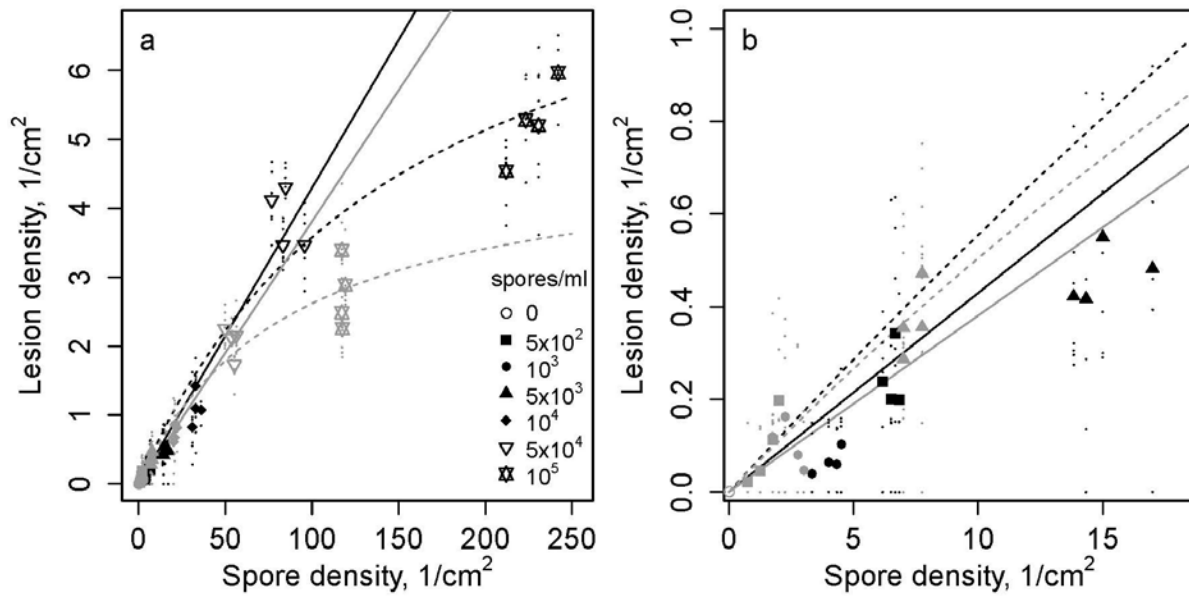 a
Lesion density, 1/cm²
6
5
4
3
2
1
0
0 50 100 150 200 250
Spore density, 1/cm²
spores/ml
0
5x10²
10³
5x10³
10⁴
5x10⁴
10⁵
b
Lesion density, 1/cm²
1.0
0.8
0.6
0.4
0.2
0.0
0 5 10 15
Spore density, 1/cm²